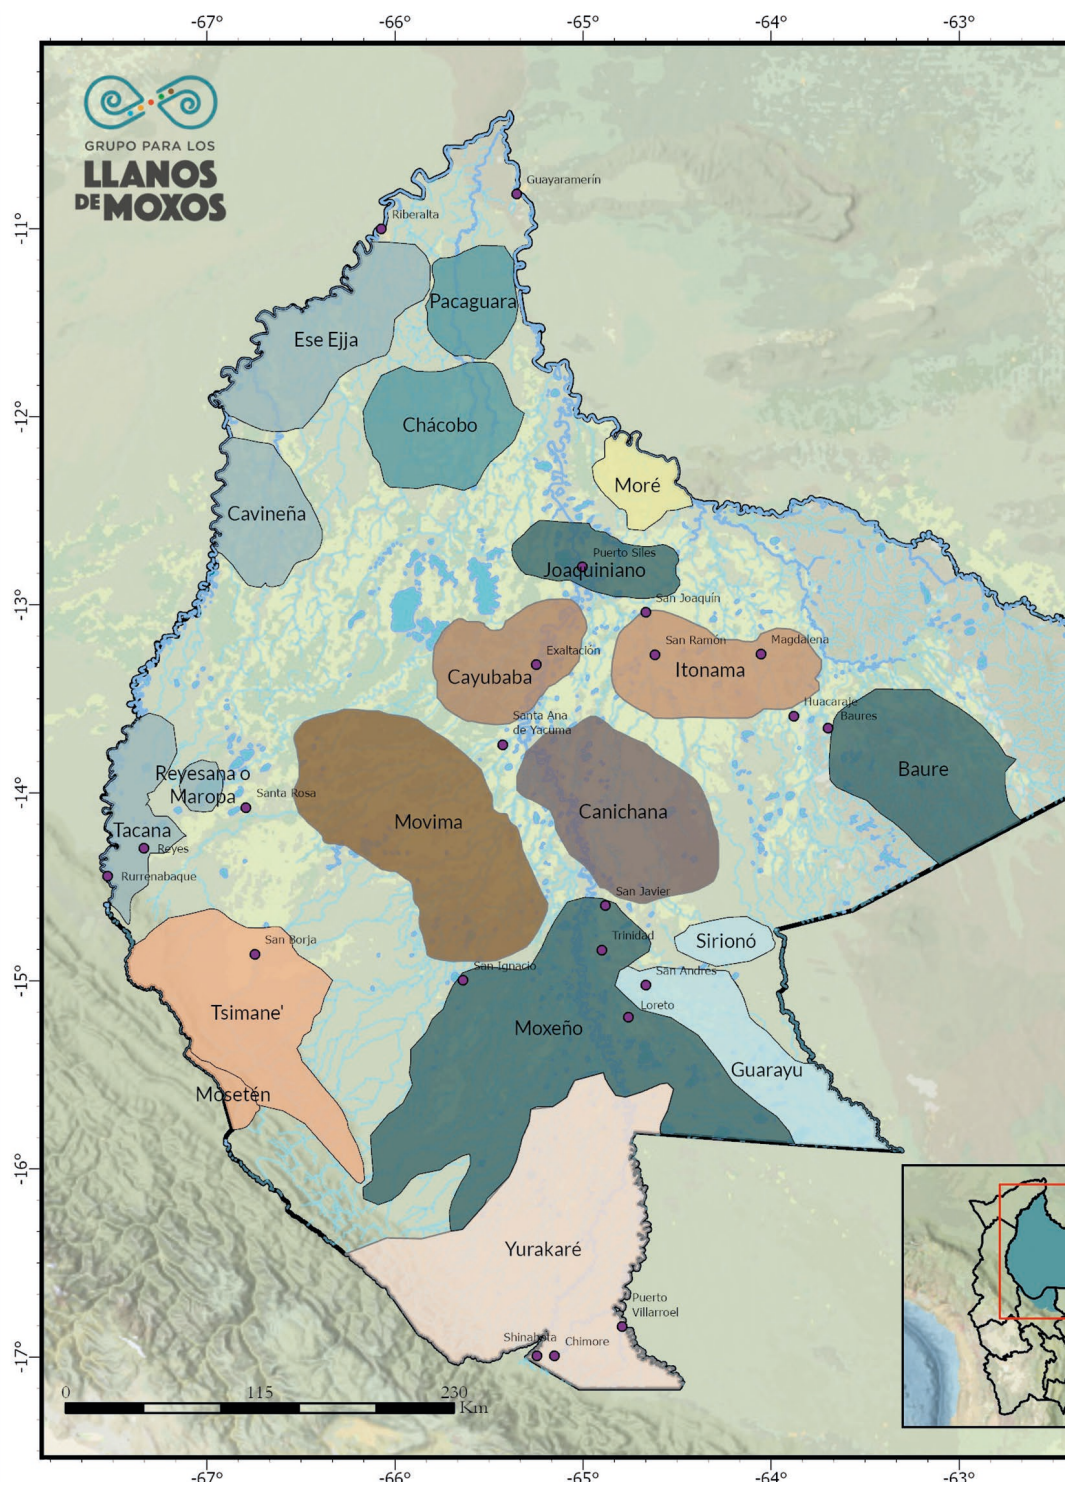 -67°
-66°
-65°
-64°
-63°
GRUPO PARA LOS
LLANOS
DE MOXOS
Guayaramerín
Riberalta
-11°
Pacaguara
Ese Ejja
-12°
Chácobo
Moré
Cavineña
Puerto Siles
Joaquiniano
-13°
San Joaquín
San Ramón
Magdalena
Exaltación
Itonama
Cayubaba
Huacaraje
Santa Ana
de Yacuma
Baures
Baure
Reyesana o
Maropa
-14°
Santa Rosa
Canichana
Movima
Tacana
Reyes
Rurrenabaque
San Javier
Trinidad
San Borja
Sirionó
San Ignacio
San Andres
-15°
Loreto
Tsimane'
Moxeño
Guarayu
Mosetén
-16°
Yurakaré
Puerto
Villarroel
Shinahota
Chimore
-17°
0
115
230
Km
-67°
-66°
-65°
-64°
-63°